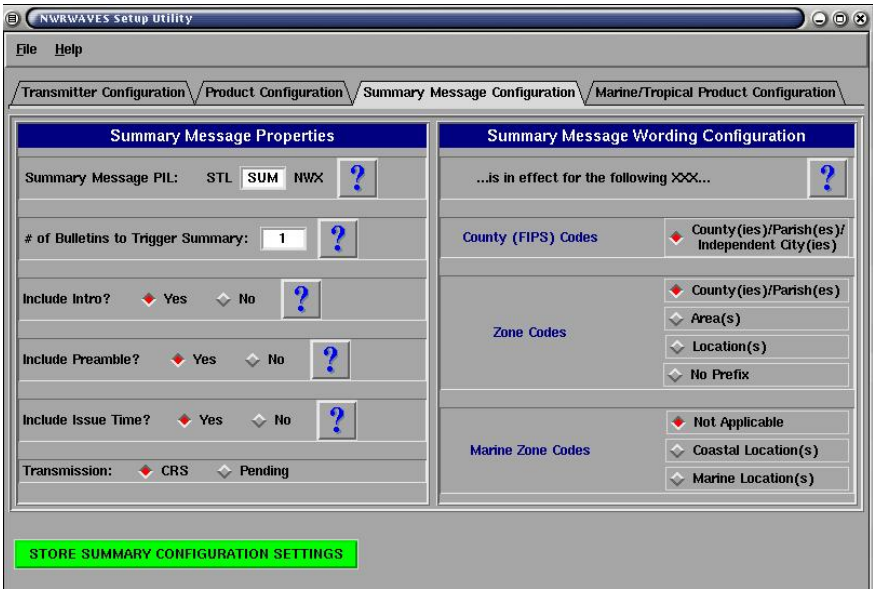 NWRWAVES Setup Utility
File Help
Transmitter Configuration Product Configuration Summary Message Configuration Marine/Tropical Product Configuration
Summary Message Properties
Summary Message PIL: STL SUM NWX ?
# of Bulletins to Trigger Summary: 1 ?
Include Intro? Yes No ?
Include Preamble? Yes No ?
Include Issue Time? Yes No ?
Transmission: CRS Pending
Summary Message Wording Configuration
...is in effect for the following XXX... ?
County (FIPS) Codes
County(ies)/Parish(es)/
Independent City(ies)
Zone Codes
County(ies)/Parish(es)
Area(s)
Location(s)
No Prefix
Marine Zone Codes
Not Applicable
Coastal Location(s)
Marine Location(s)
STORE SUMMARY CONFIGURATION SETTINGS